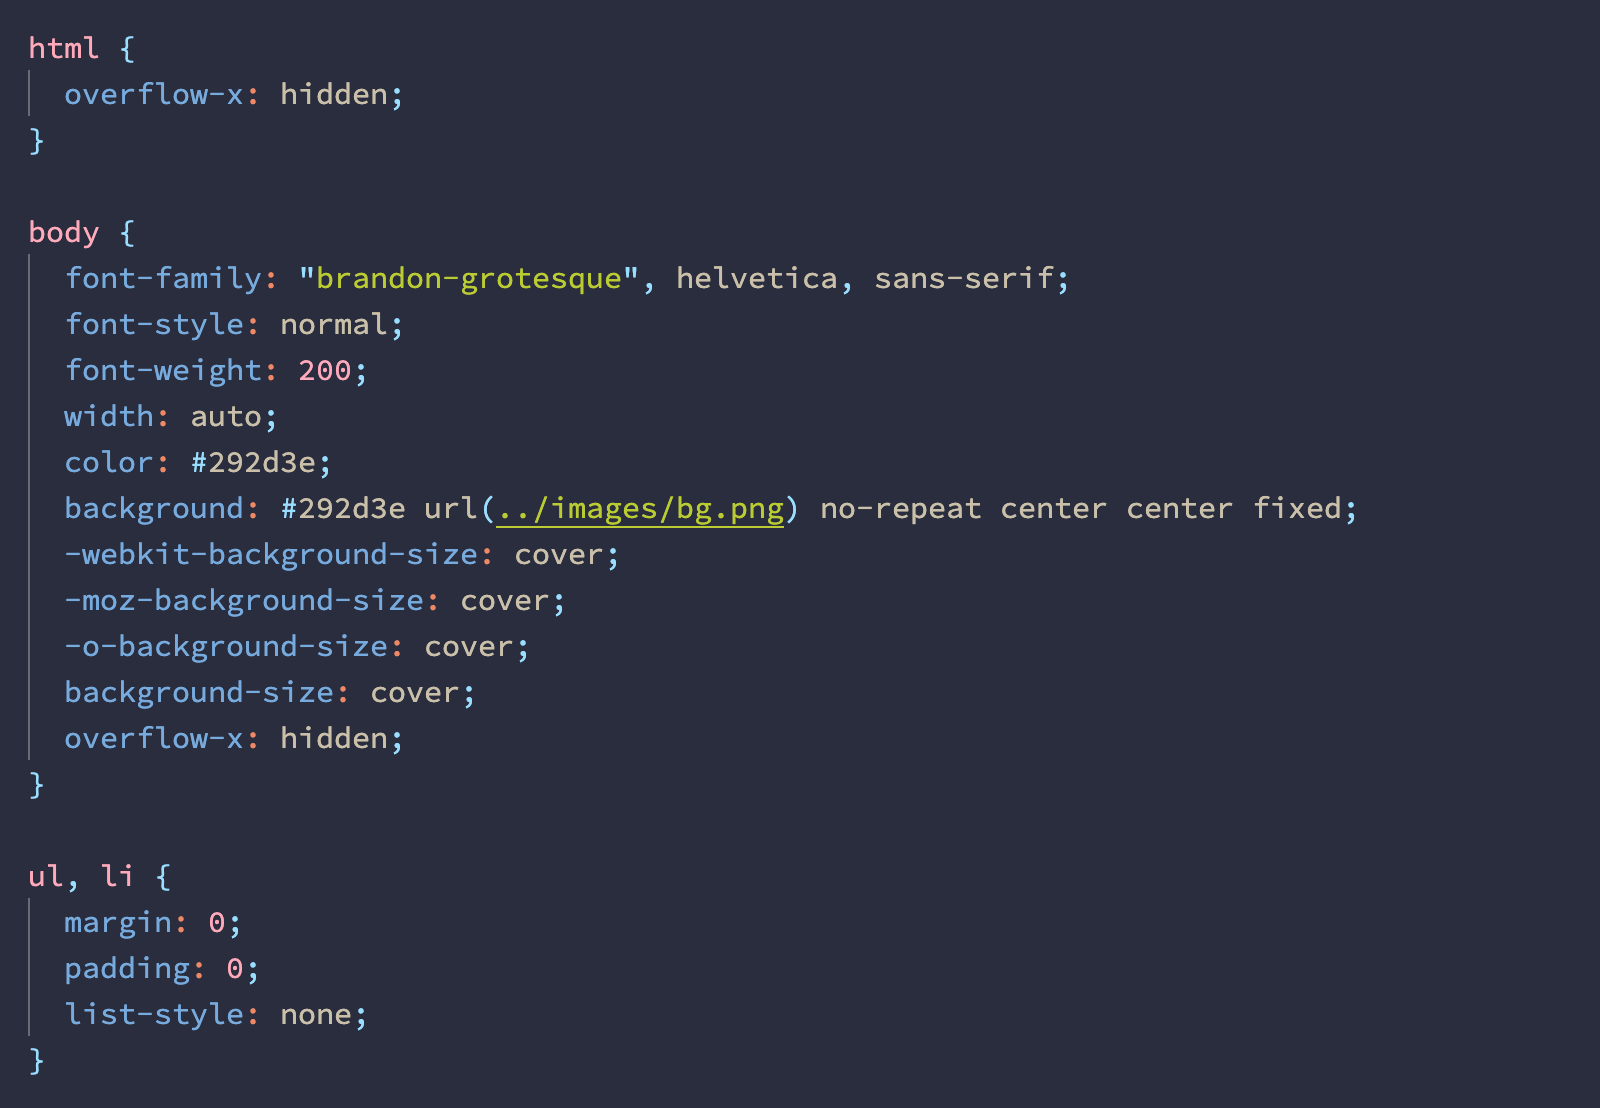 html {
  overflow-x: hidden;
}

body {
  font-family: "brandon-grotesque", helvetica, sans-serif;
  font-style: normal;
  font-weight: 200;
  width: auto;
  color: #292d3e;
  background: #292d3e url(../images/bg.png) no-repeat center center fixed;
  -webkit-background-size: cover;
  -moz-background-size: cover;
  -o-background-size: cover;
  background-size: cover;
  overflow-x: hidden;
}

ul, li {
  margin: 0;
  padding: 0;
  list-style: none;
}